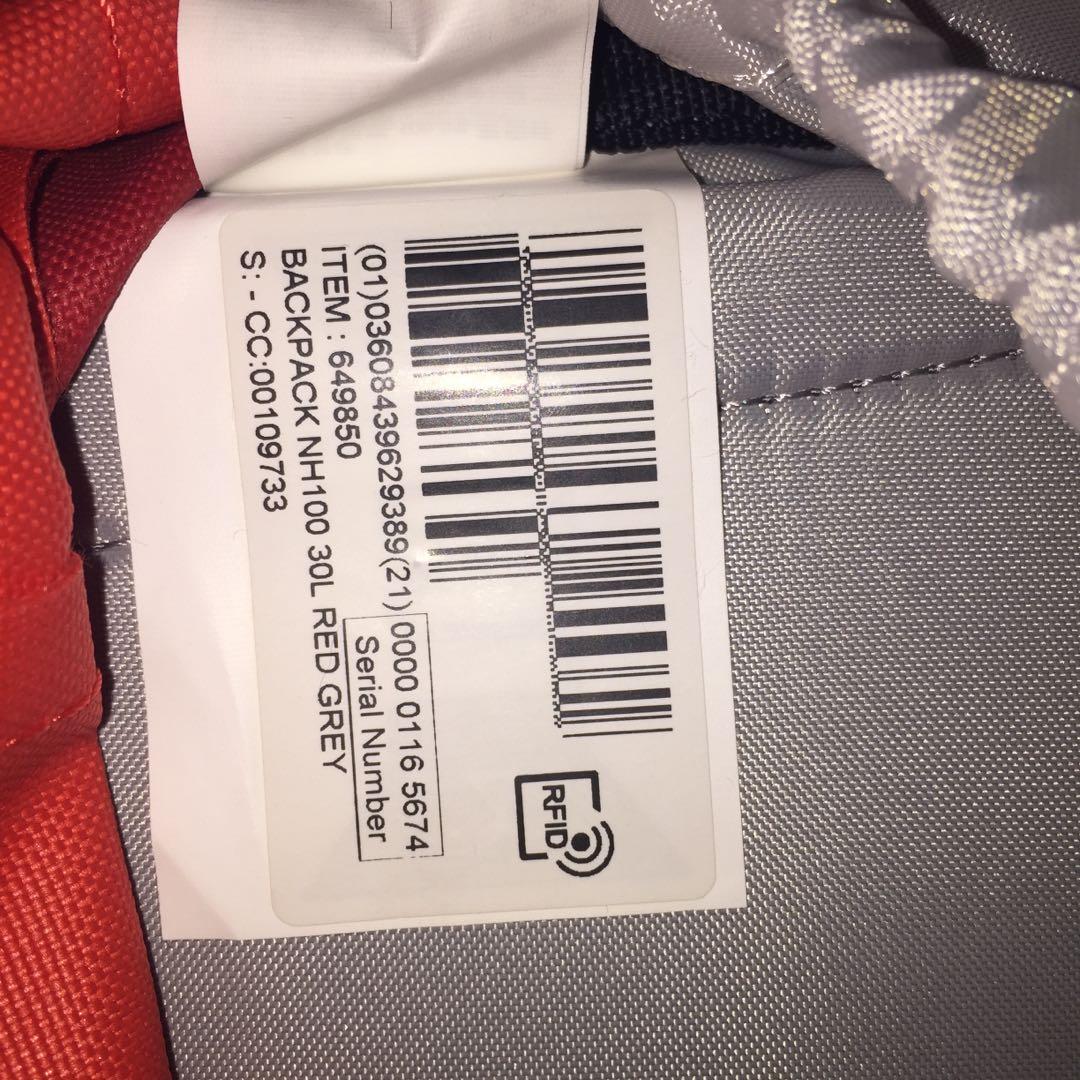 (01)03608439629389(21)0000 0116 5674
Serial Number
ITEM : 649850
BACKPACK NH100 30L RED GREY
S: - CC:00109733
RFID